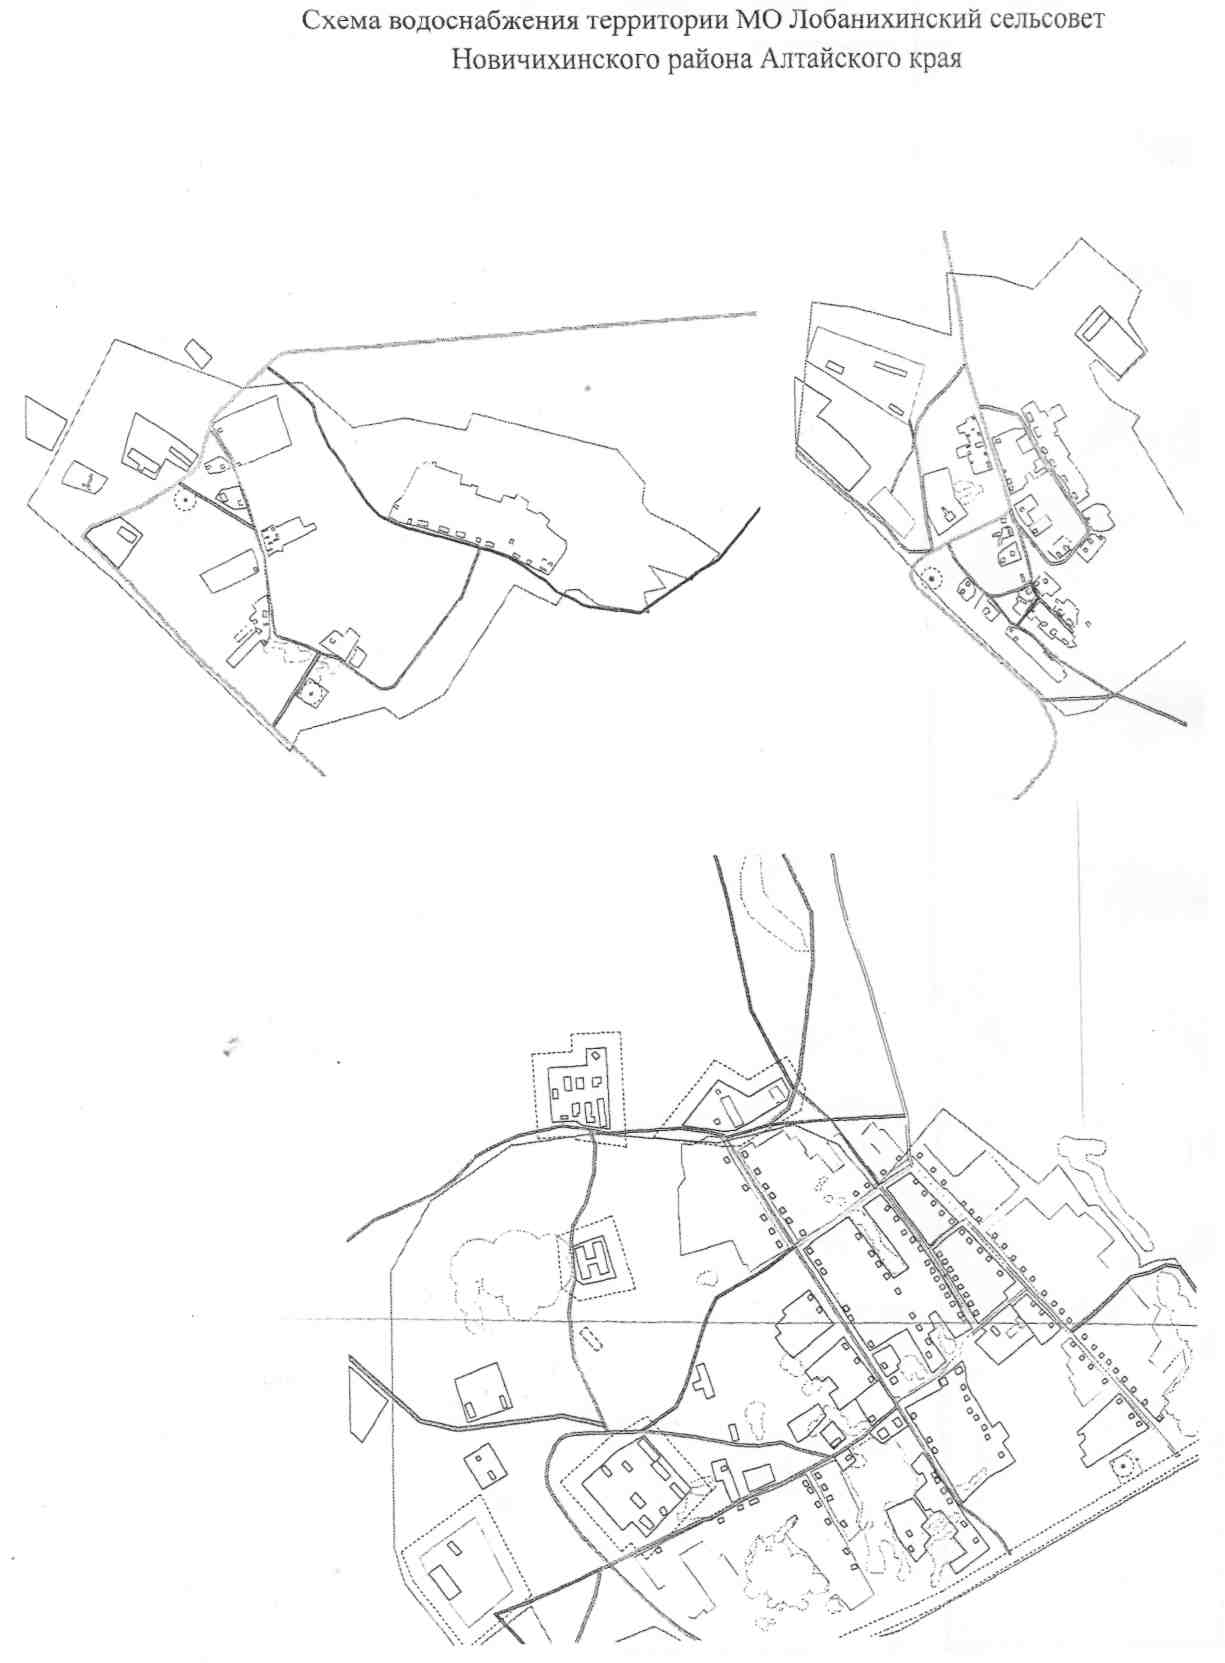 Схема водоснабжения территории МО Лобанихинский сельсовет
Новичихинского района Алтайского края